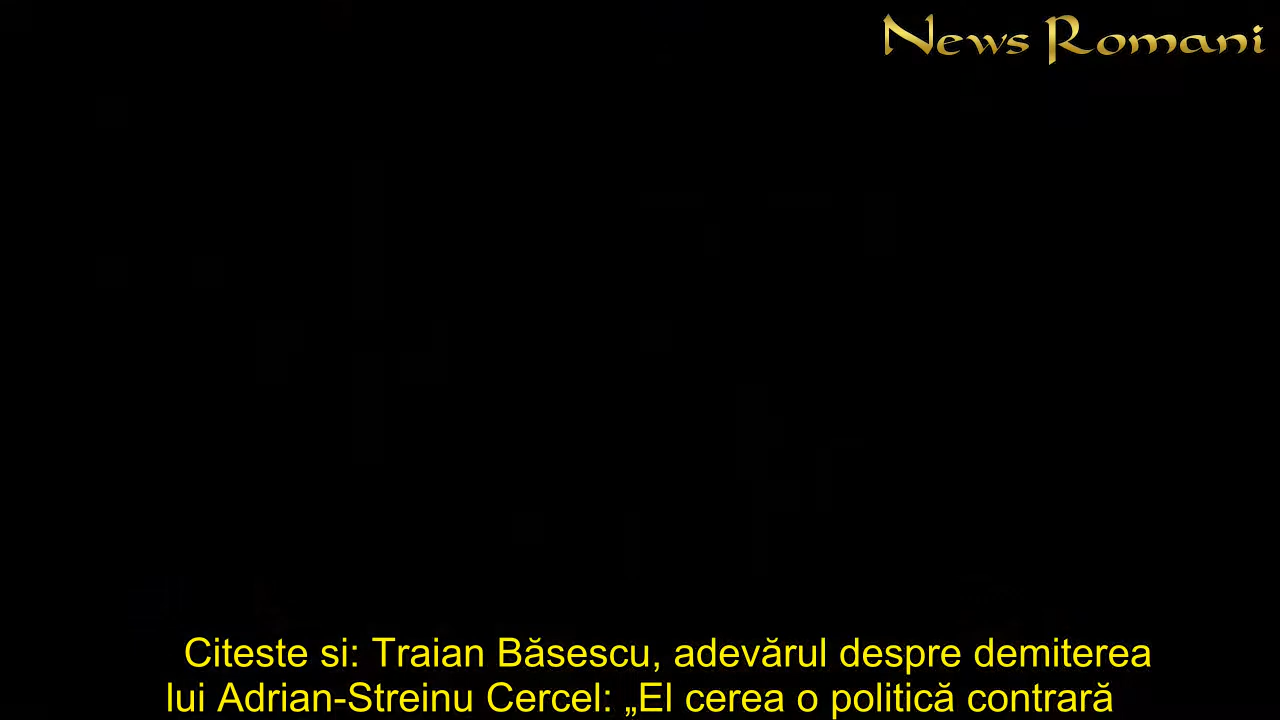 News Romani
Citeste si: Traian Băsescu, adevărul despre demiterea
lui Adrian-Streinu Cercel: „El cerea o politică contrară